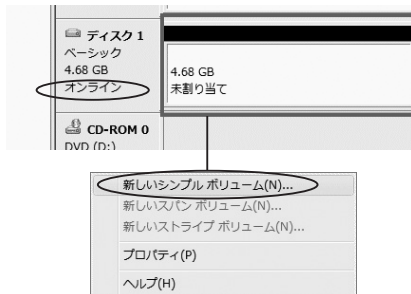 ディスク 1
ベーシック
4.68 GB
オンライン
4.68 GB
未割り当て
CD-ROM 0
DVD (D:)
新しいシンプル ボリューム(N)...
新しいスパン ボリューム(N)...
新しいストライプ ボリューム(N)...
プロパティ(P)
ヘルプ(H)